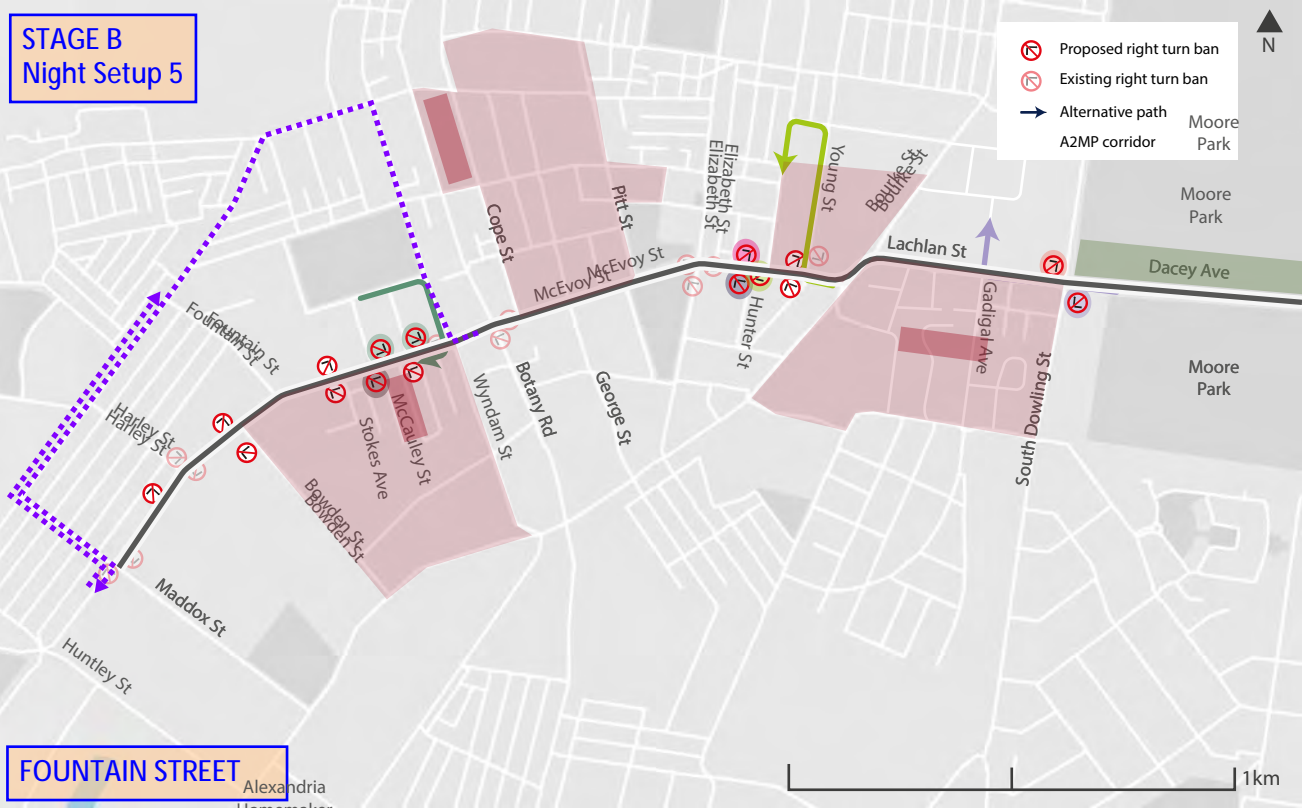 STAGE B
Night Setup 5
N
Proposed right turn ban
Existing right turn ban
Alternative path
A2MP corridor
Moore
Park
Moore
Park
Dacey Ave
Moore
Park
Lachlan St
Bourke St
Bourke St
Young St
Elizabeth St
Elizabeth St
Pitt St
Cope St
McEvoy St
McEvoy St
Hunter St
Gadigal Ave
South Dowling St
Fountain St
Fountain St
Harley St
Harley St
Stokes Ave
McCauley St
Wyndam St
Botany Rd
George St
Bowden St
Bowden St
Maddox St
Huntley St
FOUNTAIN STREET
Alexandria
1km